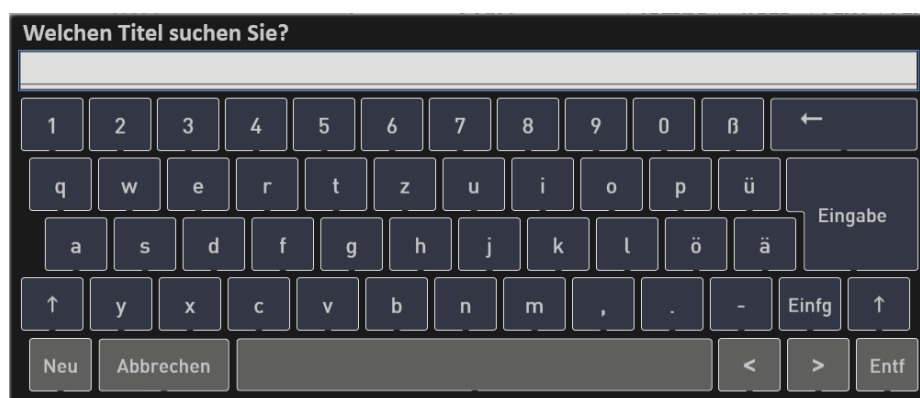 Welchen Titel suchen Sie?
1 2 3 4 5 6 7 8 9 0 ß ←
q w e r t z u i o p ü Eingabe
a s d f g h j k l ö ä
↑ y x c v b n m , . - Einfg ↑
Neu Abbrechen < > Entf